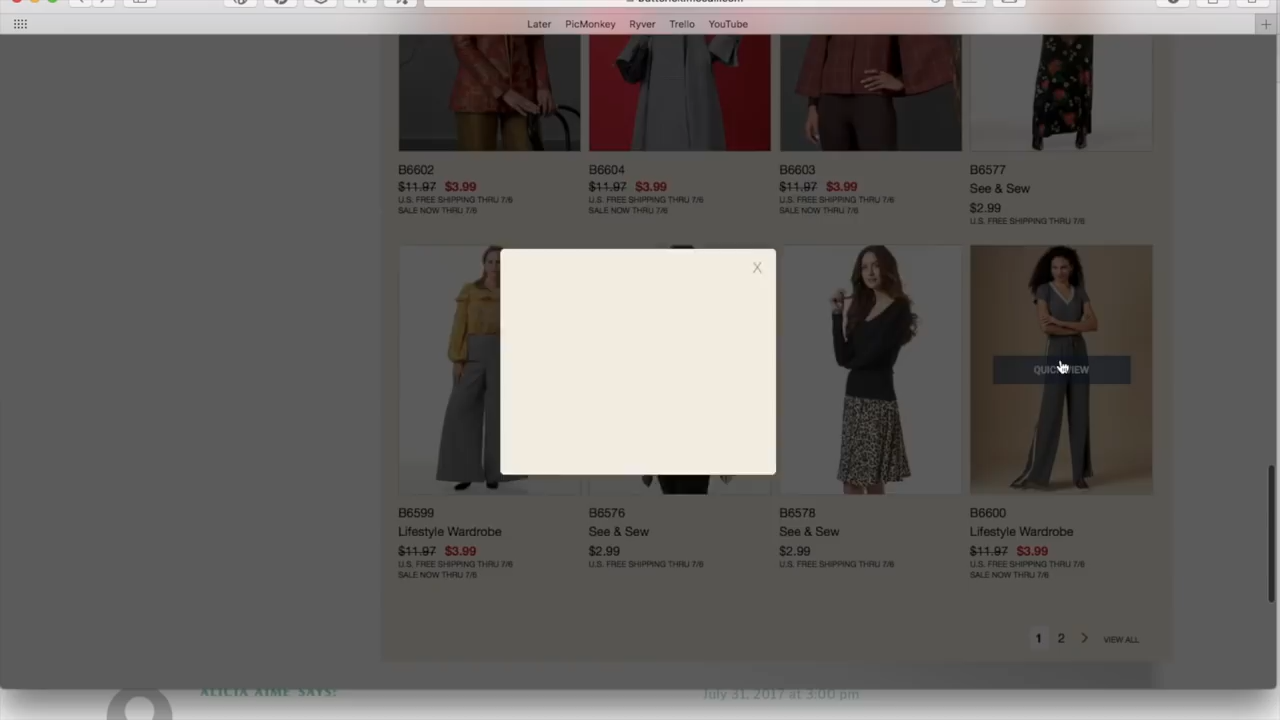 Later PicMonkey Ryver Trello YouTube
B6602 B6604 B6603 B6577
$11.97 $3.99 $11.97 $3.99 $11.97 $3.99 See & Sew
U.S. FREE SHIPPING THRU 7/6 U.S. FREE SHIPPING THRU 7/6 U.S. FREE SHIPPING THRU 7/6 $2.99
SALE NOW THRU 7/6 SALE NOW THRU 7/6 SALE NOW THRU 7/6 U.S. FREE SHIPPING THRU 7/6
X
QUICK VIEW
B6599 B6576 B6578 B6600
Lifestyle Wardrobe See & Sew See & Sew Lifestyle Wardrobe
$11.97 $3.99 $2.99 $2.99 $11.97 $3.99
U.S. FREE SHIPPING THRU 7/6 U.S. FREE SHIPPING THRU 7/6 U.S. FREE SHIPPING THRU 7/6 U.S. FREE SHIPPING THRU 7/6
SALE NOW THRU 7/6 SALE NOW THRU 7/6
1 2 > VIEW ALL
ALICIA AIME SAYS: July 31, 2017 at 3:00 pm